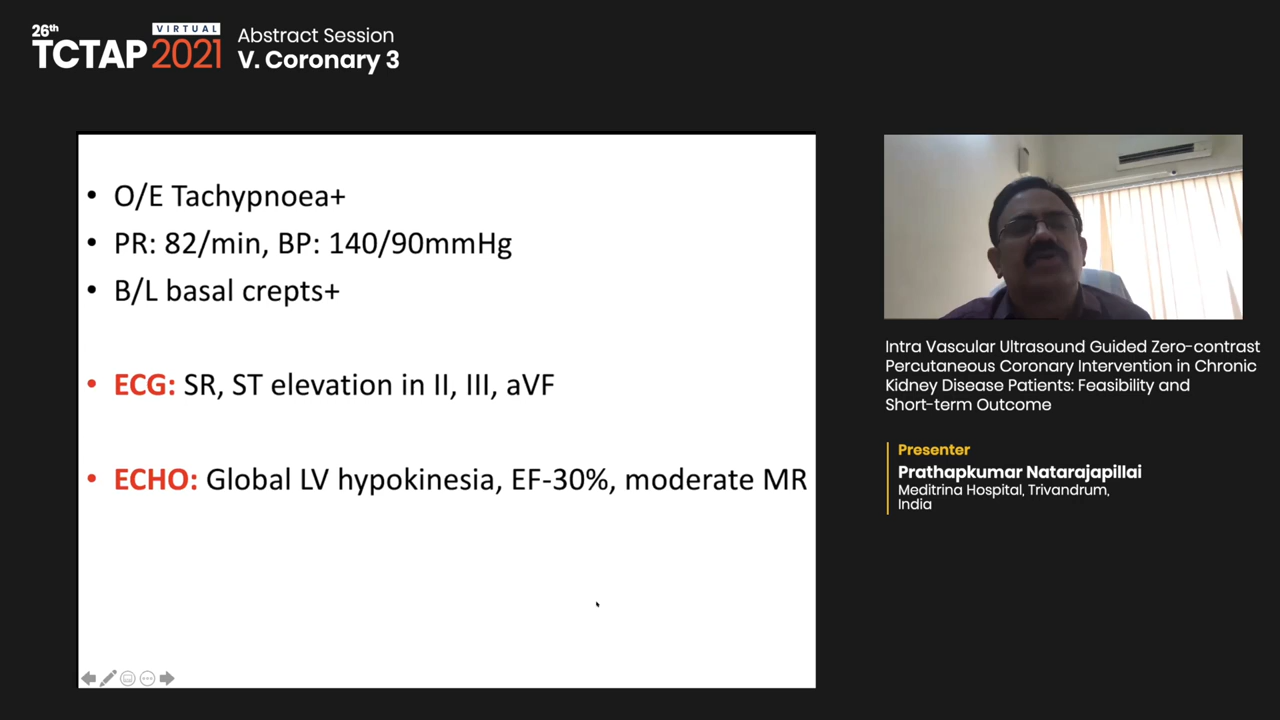 26th
VIRTUAL
TCTAP 2021
Abstract Session
V. Coronary 3
• O/E Tachypnoea+
• PR: 82/min, BP: 140/90mmHg
• B/L basal crepts+
• ECG: SR, ST elevation in II, III, aVF
• ECHO: Global LV hypokinesia, EF-30%, moderate MR
Intra Vascular Ultrasound Guided Zero-contrast
Percutaneous Coronary Intervention in Chronic
Kidney Disease Patients: Feasibility and
Short-term Outcome
Presenter
Prathapkumar Natarajapillai
Meditrina Hospital, Trivandrum,
India